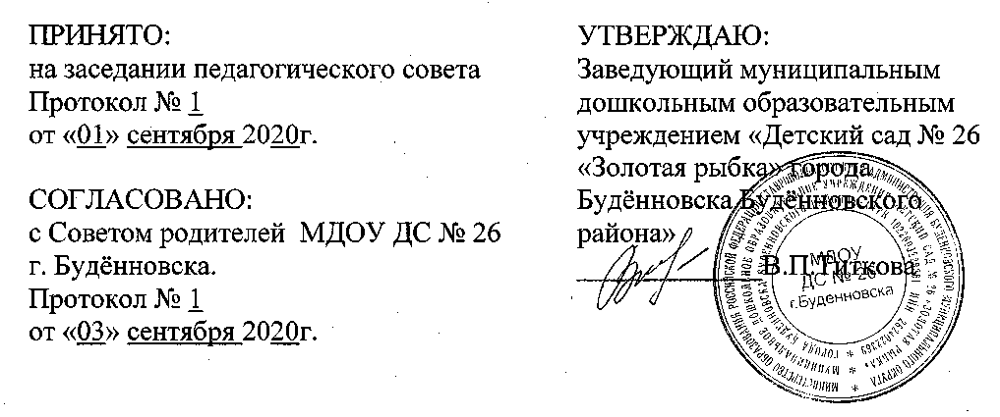 ПРИНЯТО:
на заседании педагогического совета
Протокол № 1
от «01» сентября 2020г.
СОГЛАСОВАНО:
с Советом родителей МДОУ ДС № 26
г. Будённовска.
Протокол № 1
от «03» сентября 2020г.
УТВЕРЖДАЮ:
Заведующий муниципальным
дошкольным образовательным
учреждением «Детский сад № 26
«Золотая рыбка» города
Будённовска Будённовского
района»
В.П.Титкова
МДОУ
ДС № 26
г.Буденновска